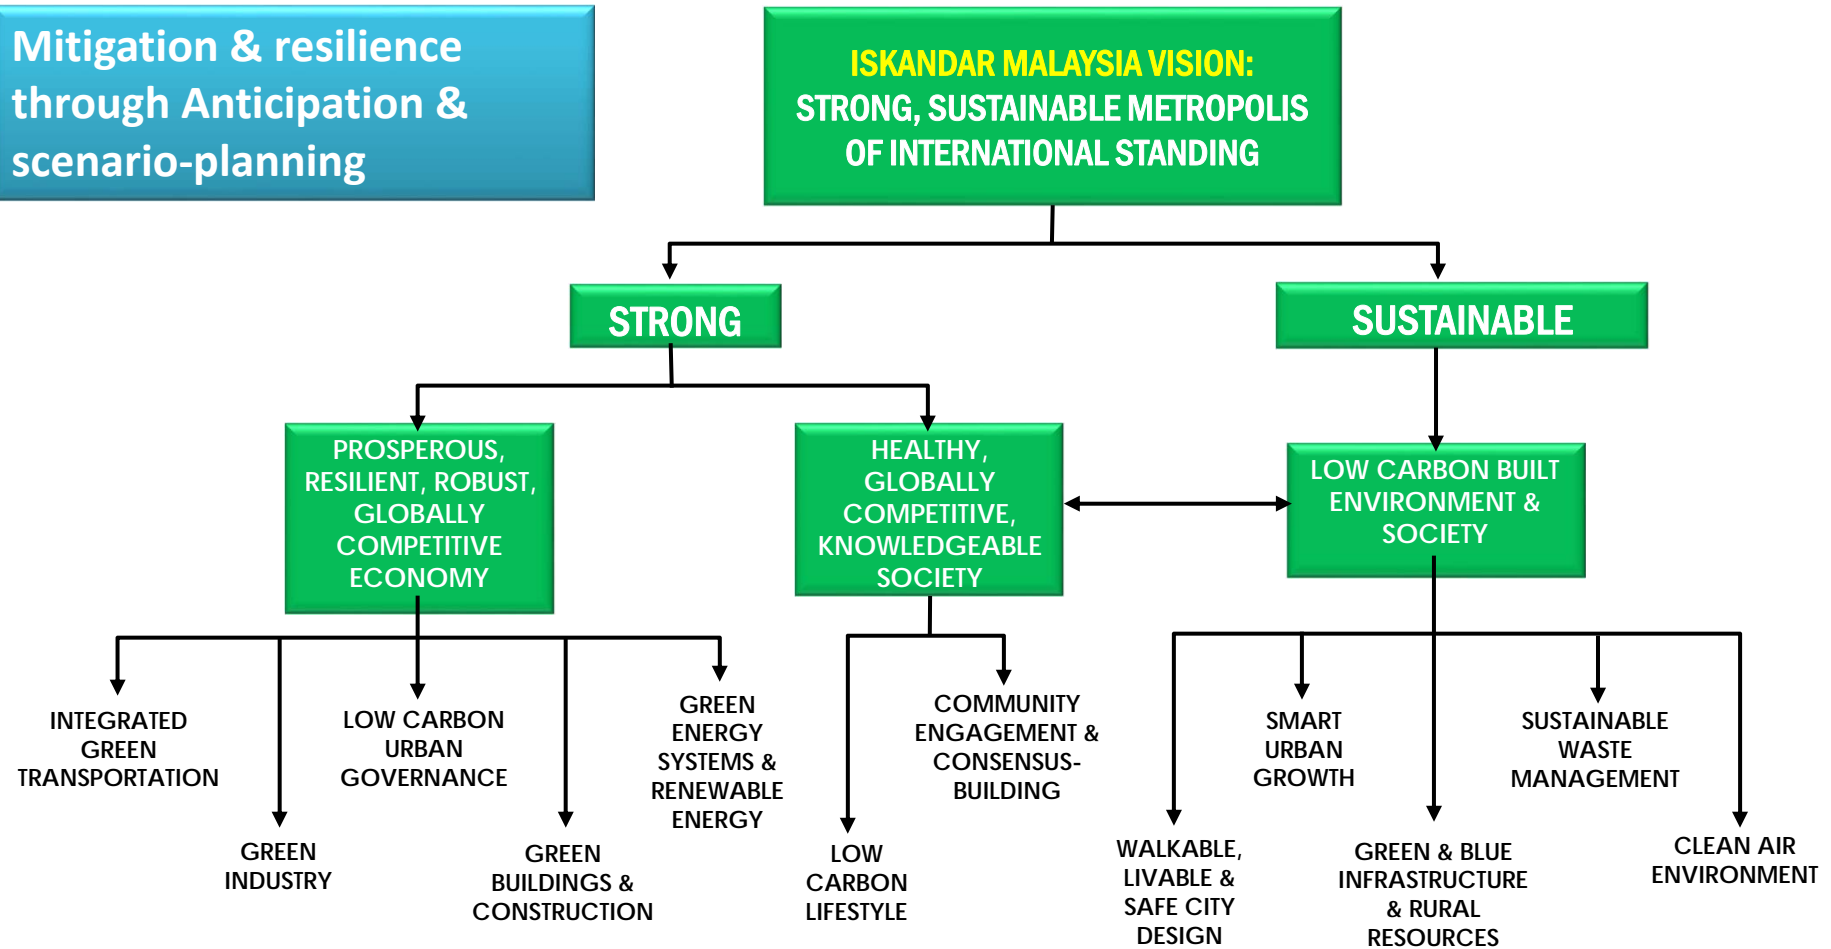 Mitigation & resilience
through Anticipation &
scenario-planning
ISKANDAR MALAYSIA VISION:
STRONG, SUSTAINABLE METROPOLIS
OF INTERNATIONAL STANDING
STRONG
SUSTAINABLE
PROSPEROUS,
RESILIENT, ROBUST,
GLOBALLY
COMPETITIVE
ECONOMY
HEALTHY,
GLOBALLY
COMPETITIVE,
KNOWLEDGEABLE
SOCIETY
LOW CARBON BUILT
ENVIRONMENT &
SOCIETY
INTEGRATED
GREEN
TRANSPORTATION
GREEN
INDUSTRY
LOW CARBON
URBAN
GOVERNANCE
GREEN
BUILDINGS &
CONSTRUCTION
GREEN
ENERGY
SYSTEMS &
RENEWABLE
ENERGY
LOW
CARBON
LIFESTYLE
COMMUNITY
ENGAGEMENT &
CONSENSUS-
BUILDING
WALKABLE,
LIVABLE &
SAFE CITY
DESIGN
SMART
URBAN
GROWTH
GREEN & BLUE
INFRASTRUCTURE
& RURAL
RESOURCES
SUSTAINABLE
WASTE
MANAGEMENT
CLEAN AIR
ENVIRONMENT